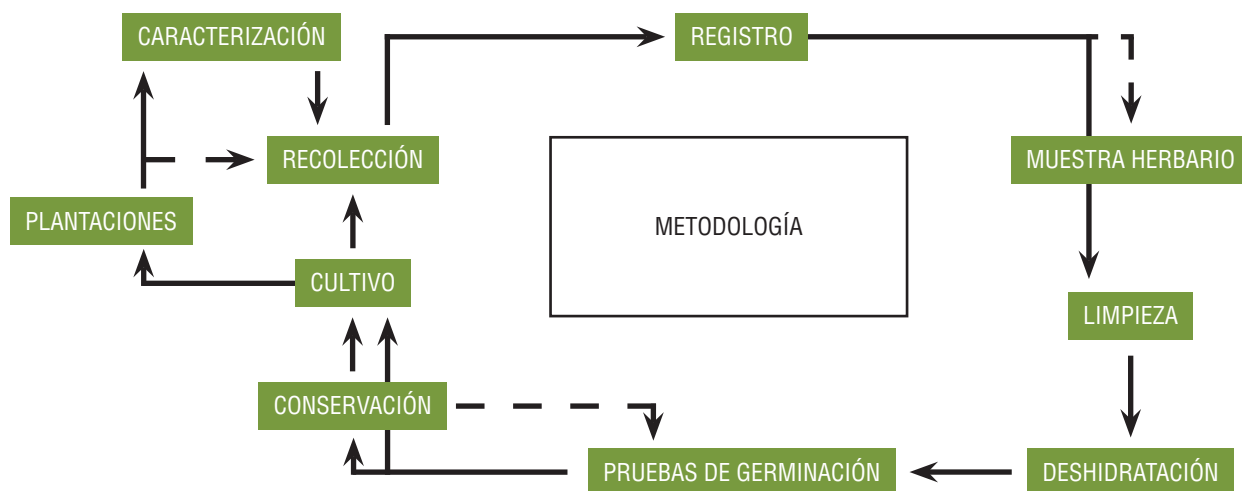 CARACTERIZACIÓN
REGISTRO
RECOLECCIÓN
MUESTRA HERBARIO
PLANTACIONES
METODOLOGÍA
CULTIVO
LIMPIEZA
CONSERVACIÓN
PRUEBAS DE GERMINACIÓN
DESHIDRATACIÓN